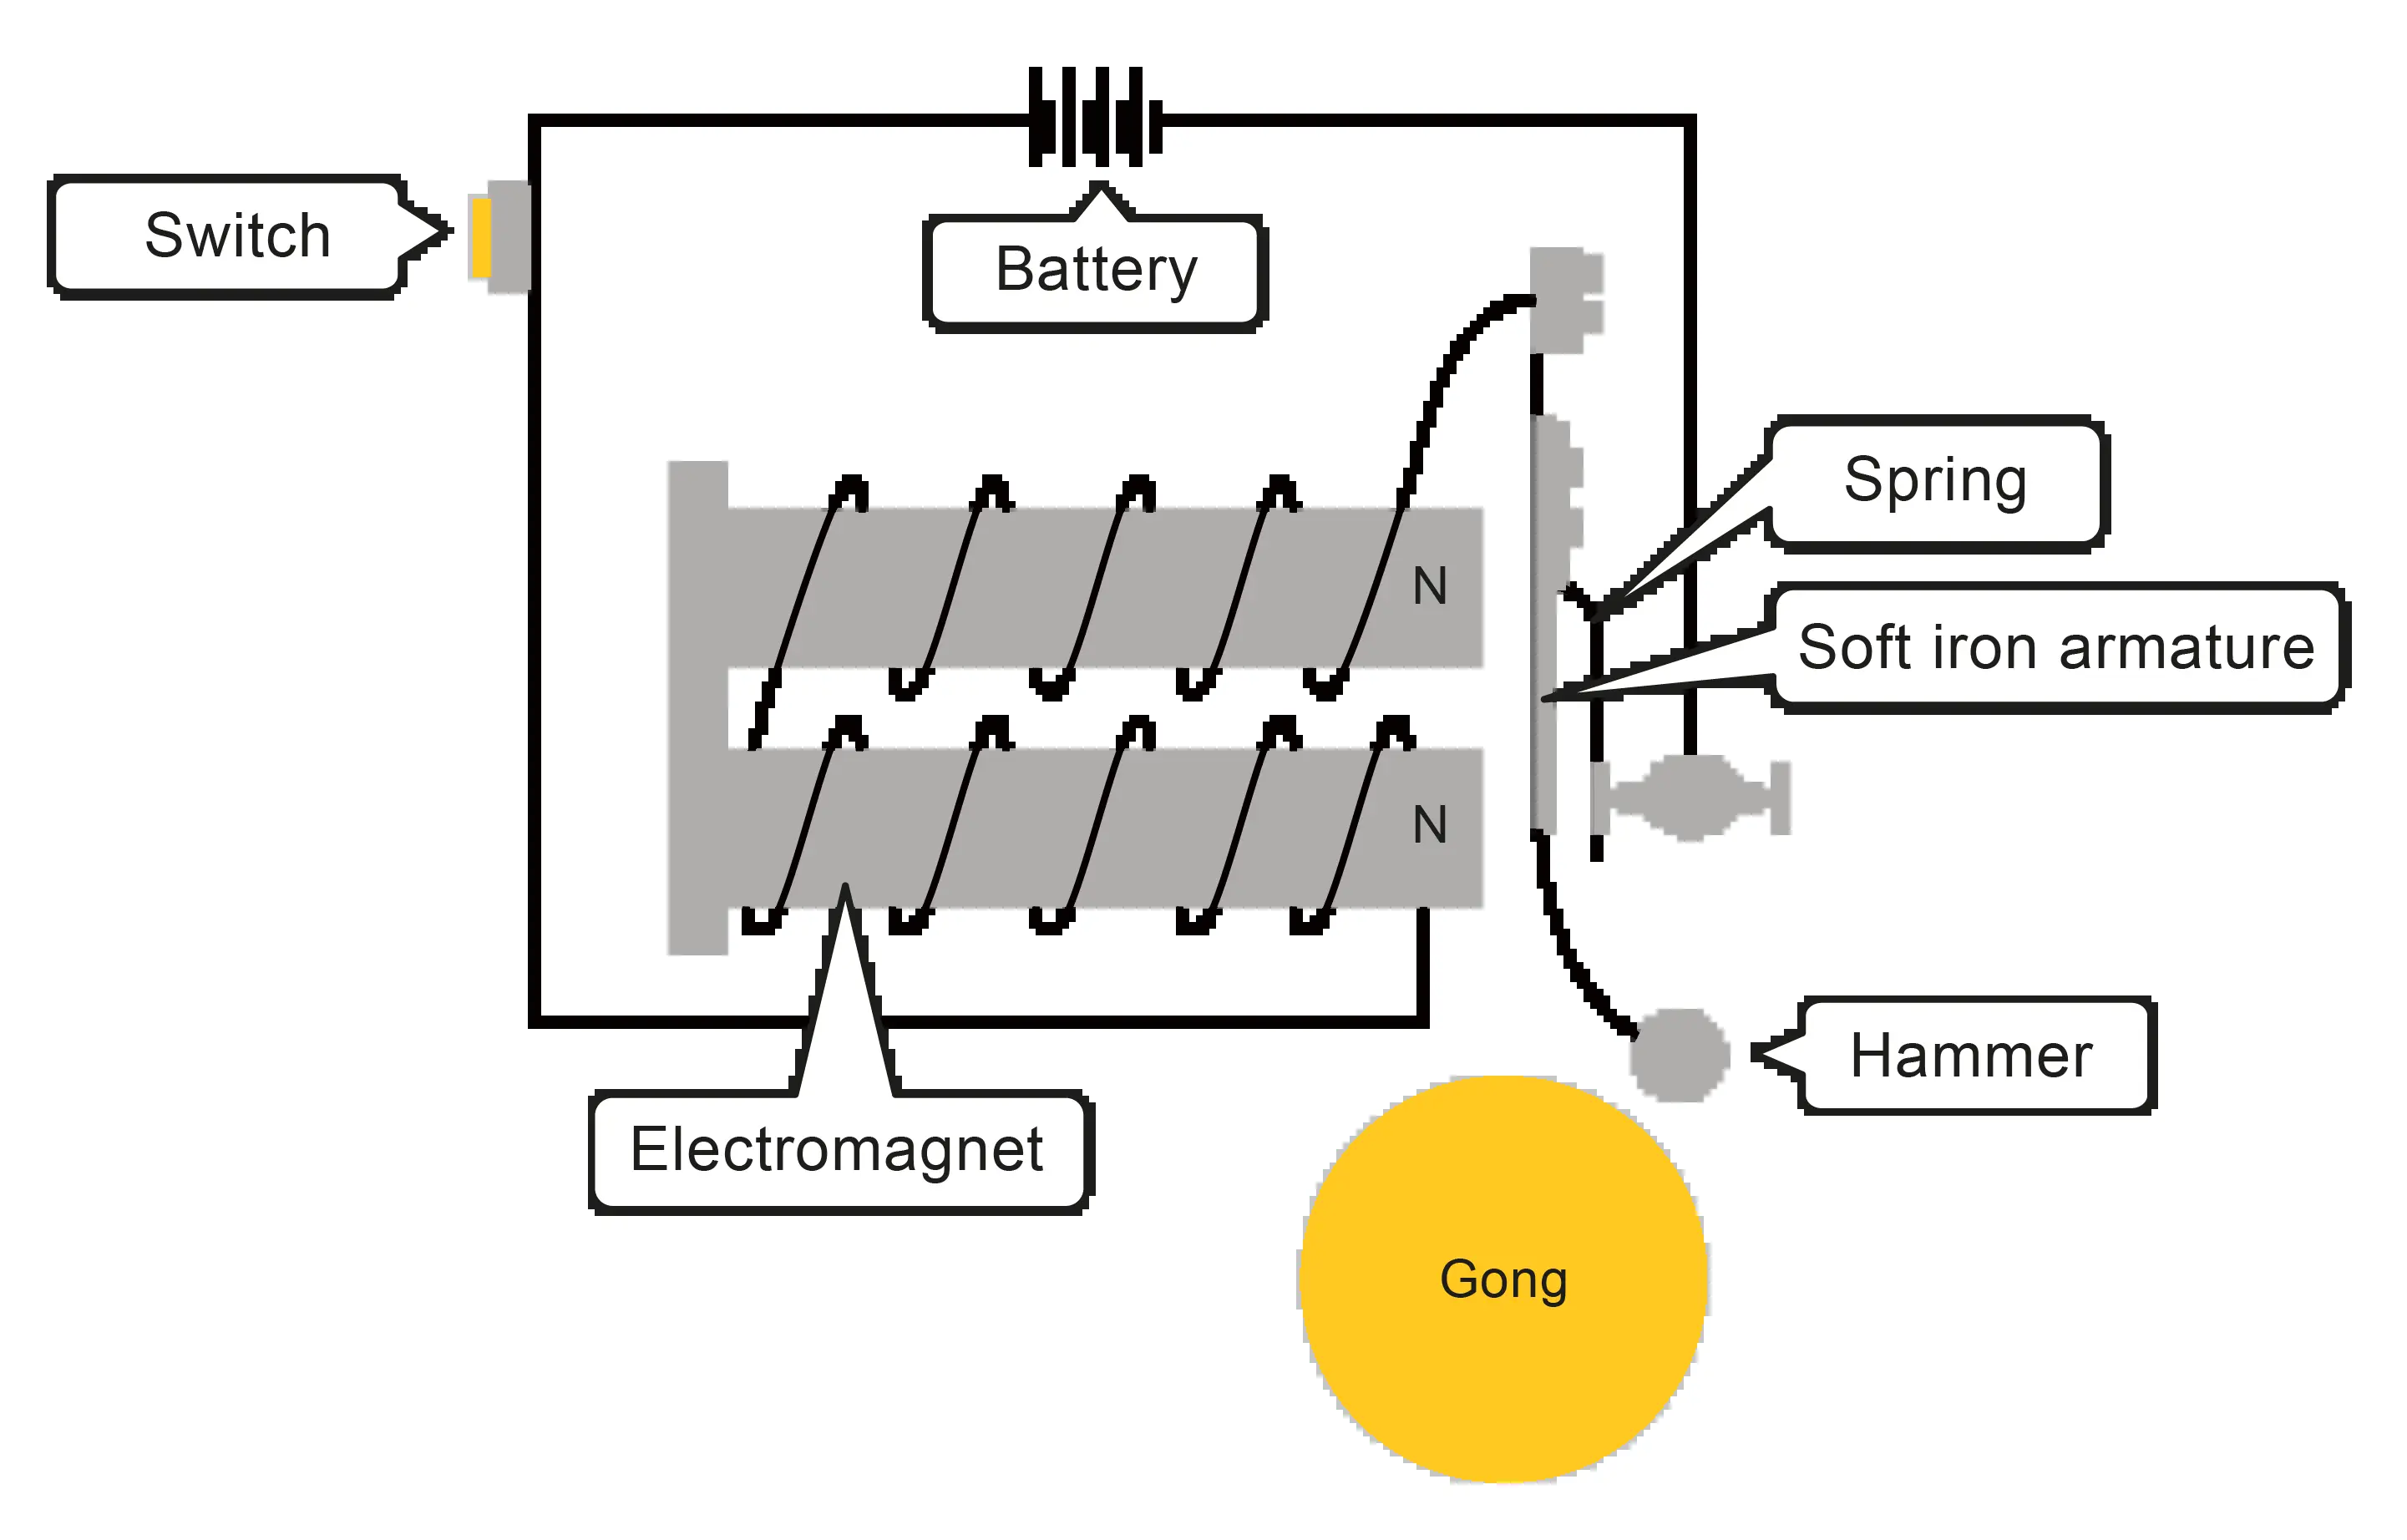 Switch
Battery
Spring
N
Soft iron armature
N
Hammer
Electromagnet
Gong